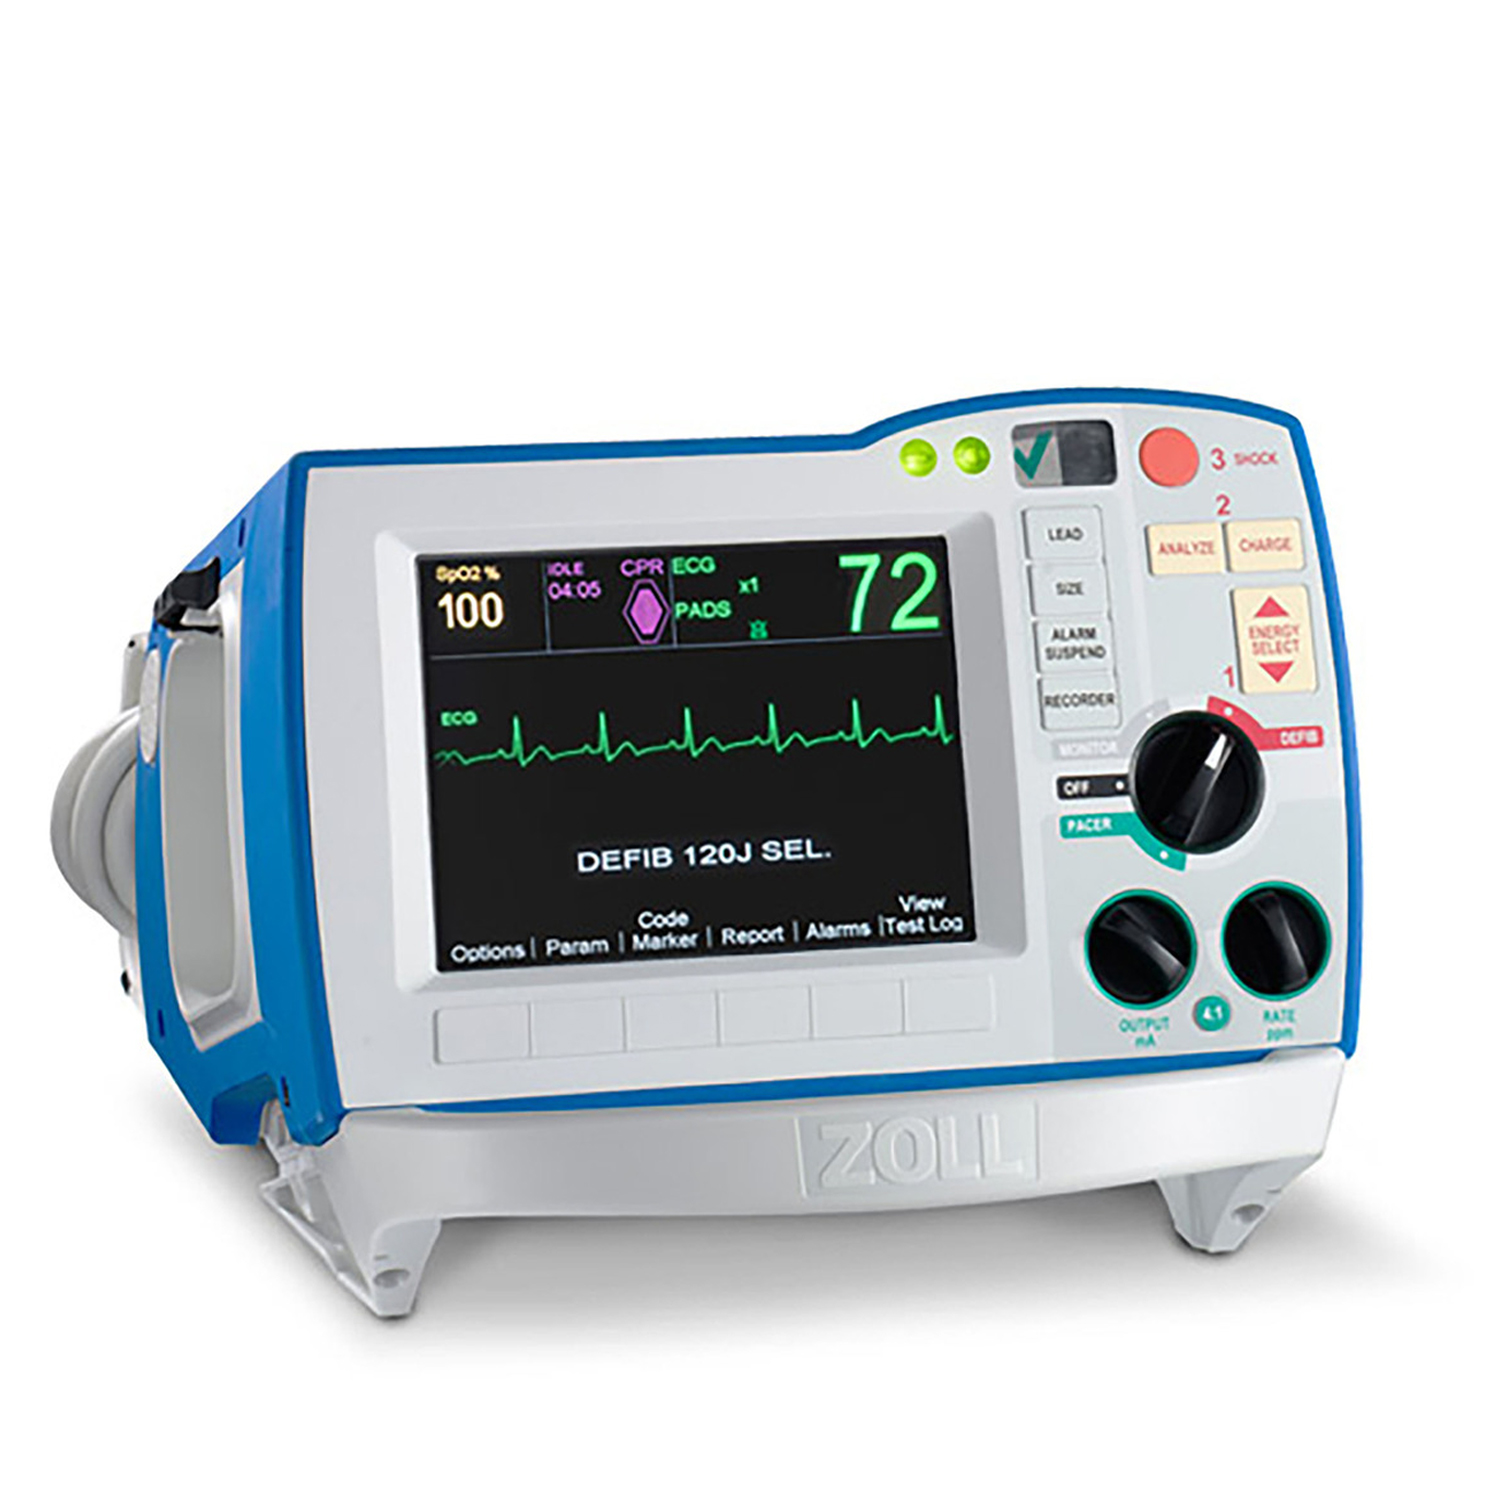 3 SHOCK
2
ANALYZE
CHARGE
LEAD
SIZE
ALARM
SUSPEND
RECORDER
ENERGY
SELECT
1
MONITOR
DEFIB
OFF
PACER
OUTPUT
mA
4:1
RATE
ppm
SpO2 %
100
IDLE
04:05
CPR
ECG
x1
PADS
72
ECG
DEFIB 120J SEL.
Options
Param
Code
Marker
Report
Alarms
View
Test Log
ZOLL